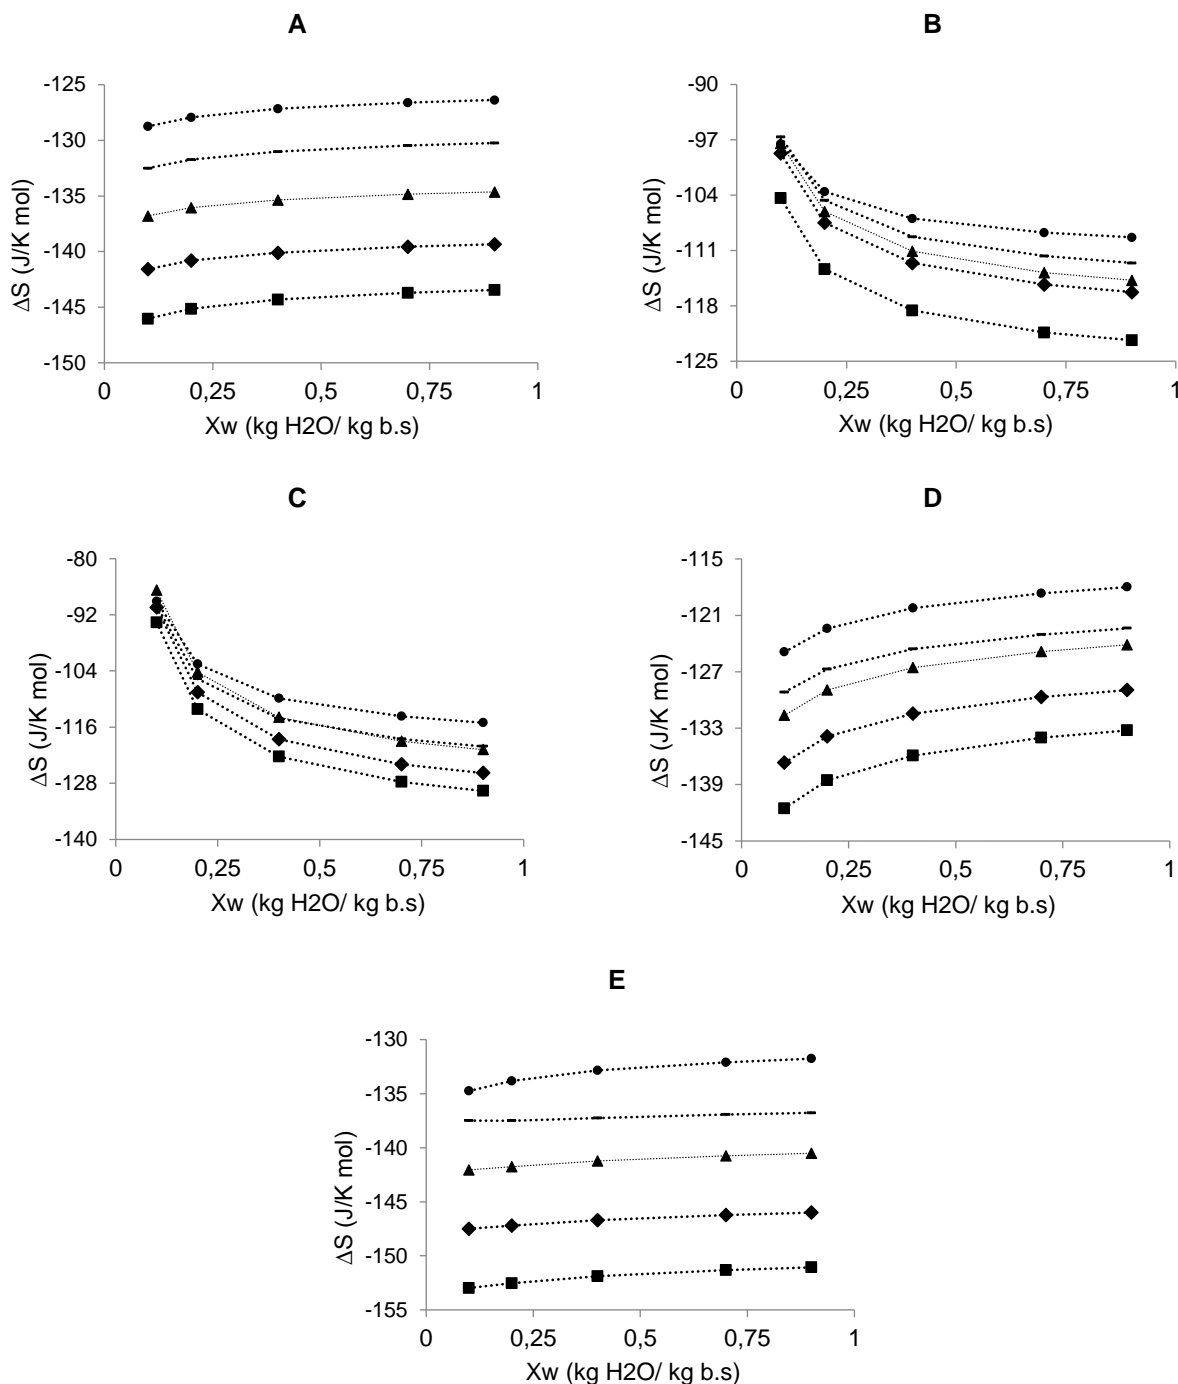 A
-125
-130
-135
-140
-145
-150
ΔS (J/K mol)
0 0,25 0,5 0,75 1
Xw (kg H2O/ kg b.s)
B
-90
-97
-104
-111
-118
-125
ΔS (J/K mol)
0 0,25 0,5 0,75 1
Xw (kg H2O/ kg b.s)
C
-80
-92
-104
-116
-128
-140
ΔS (J/K mol)
0 0,25 0,5 0,75 1
Xw (kg H2O/ kg b.s)
D
-115
-121
-127
-133
-139
-145
ΔS (J/K mol)
0 0,25 0,5 0,75 1
Xw (kg H2O/ kg b.s)
E
-130
-135
-140
-145
-150
-155
ΔS (J/K mol)
0 0,25 0,5 0,75 1
Xw (kg H2O/ kg b.s)